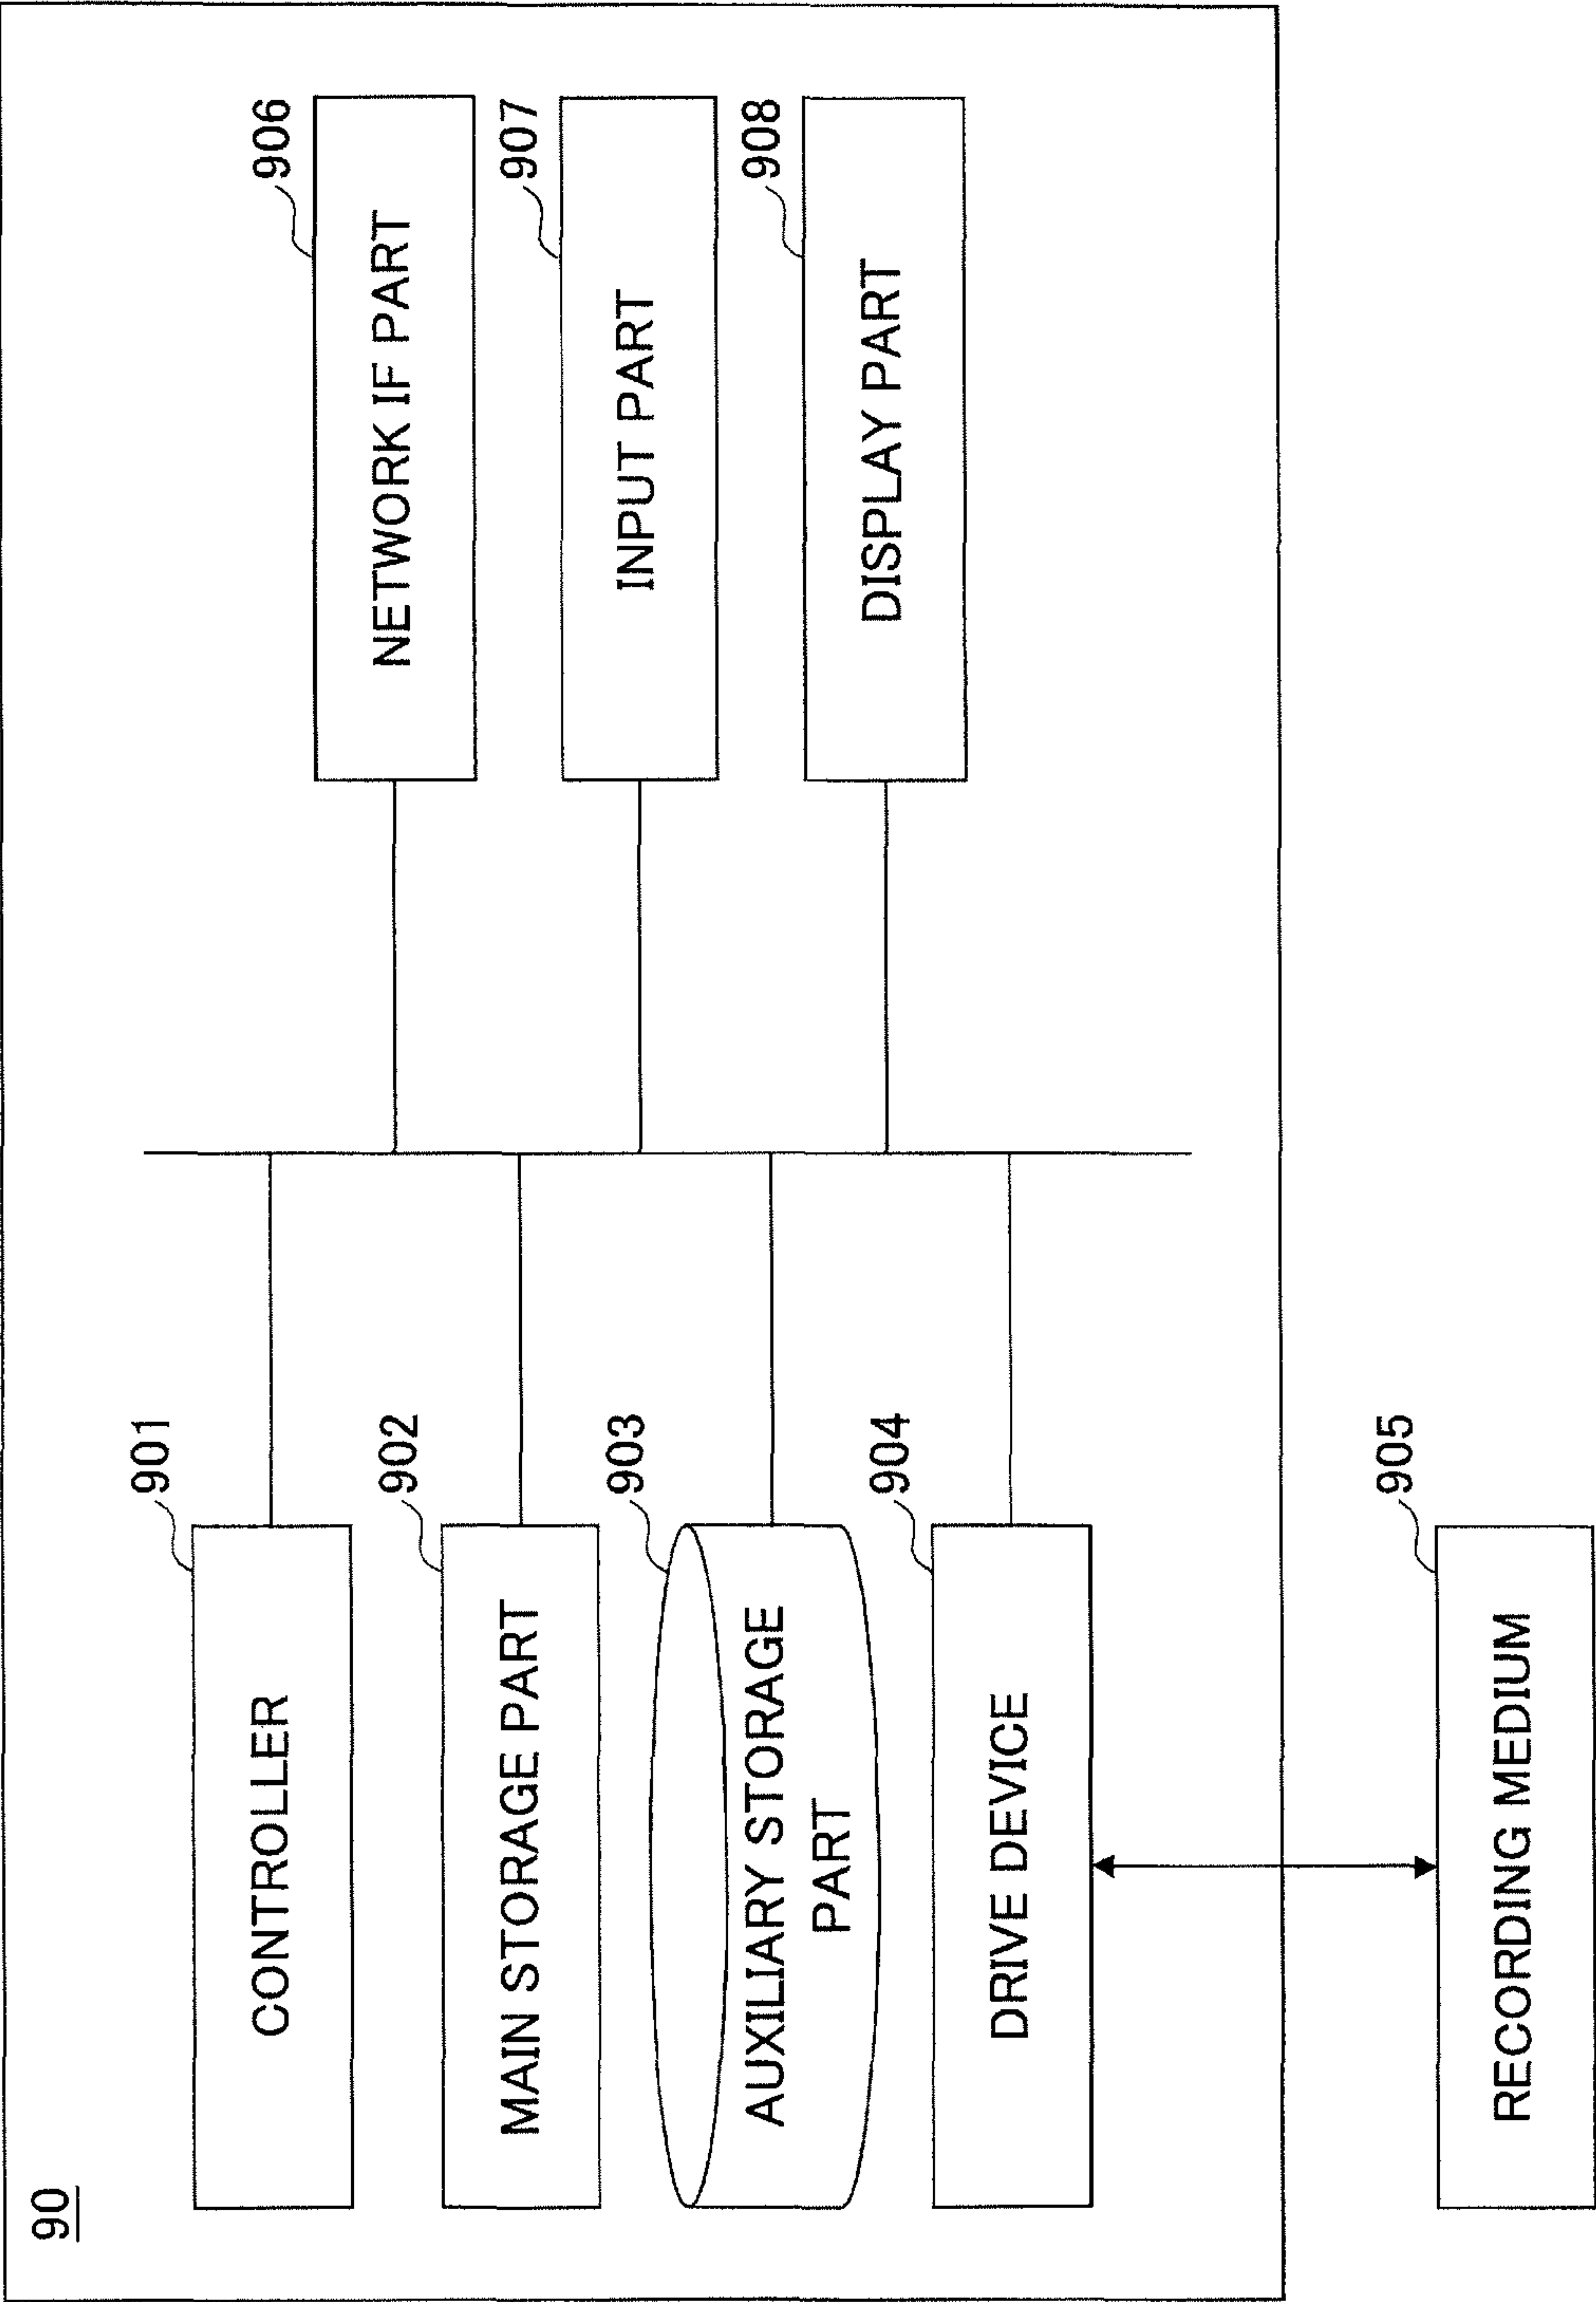 90
901
CONTROLLER
902
MAIN STORAGE PART
903
AUXILIARY STORAGE
PART
904
DRIVE DEVICE
905
RECORDING MEDIUM
906
NETWORK IF PART
907
INPUT PART
908
DISPLAY PART